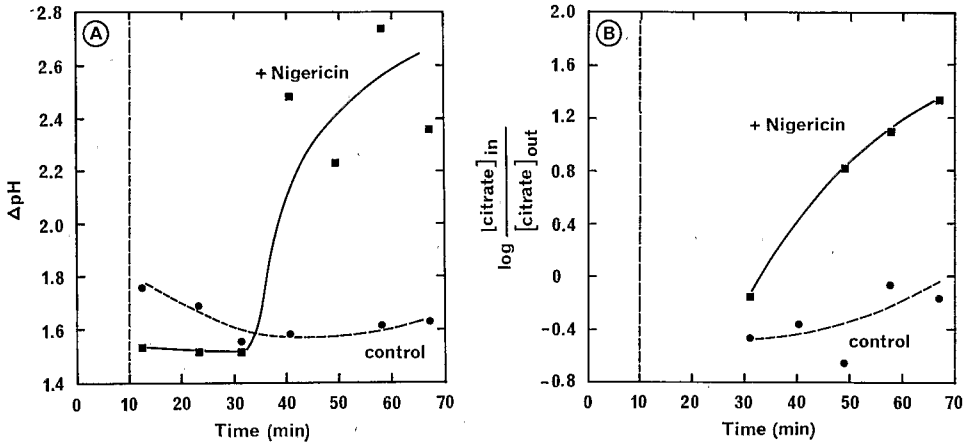 A
2.8
2.6
2.4
2.2
2.0
1.8
1.6
1.4
ΔpH
+ Nigericin
control
0 10 20 30 40 50 60 70
Time (min)
B
2.0
1.6
1.2
0.8
0.4
0
−0.4
−0.8
log [citrate]in
[citrate]out
+ Nigericin
control
0 10 20 30 40 50 60 70
Time (min)